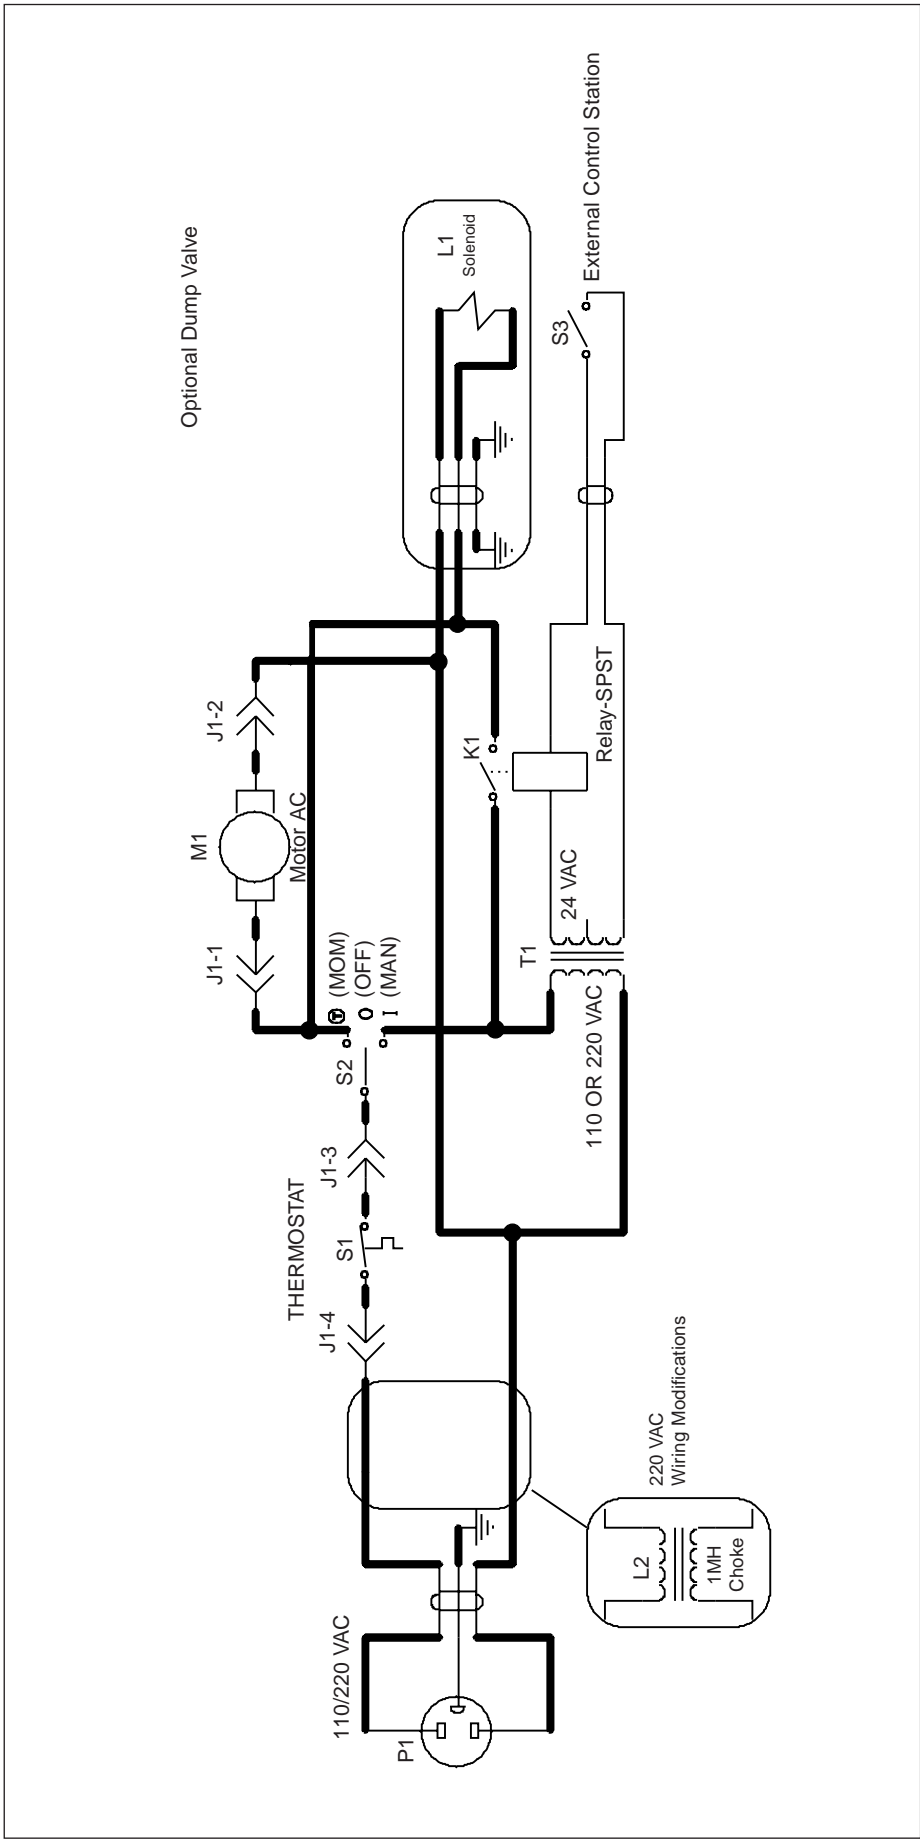 Optional Dump Valve
L1
Solenoid
External Control Station
S3
J1-2
M1
Motor AC
J1-1
K1
Relay-SPST
24 VAC
T1
110 OR 220 VAC
(MOM)
(OFF)
(MAN)
T
O
I
S2
J1-3
THERMOSTAT
S1
J1-4
220 VAC
Wiring Modifications
L2
1MH
Choke
110/220 VAC
P1